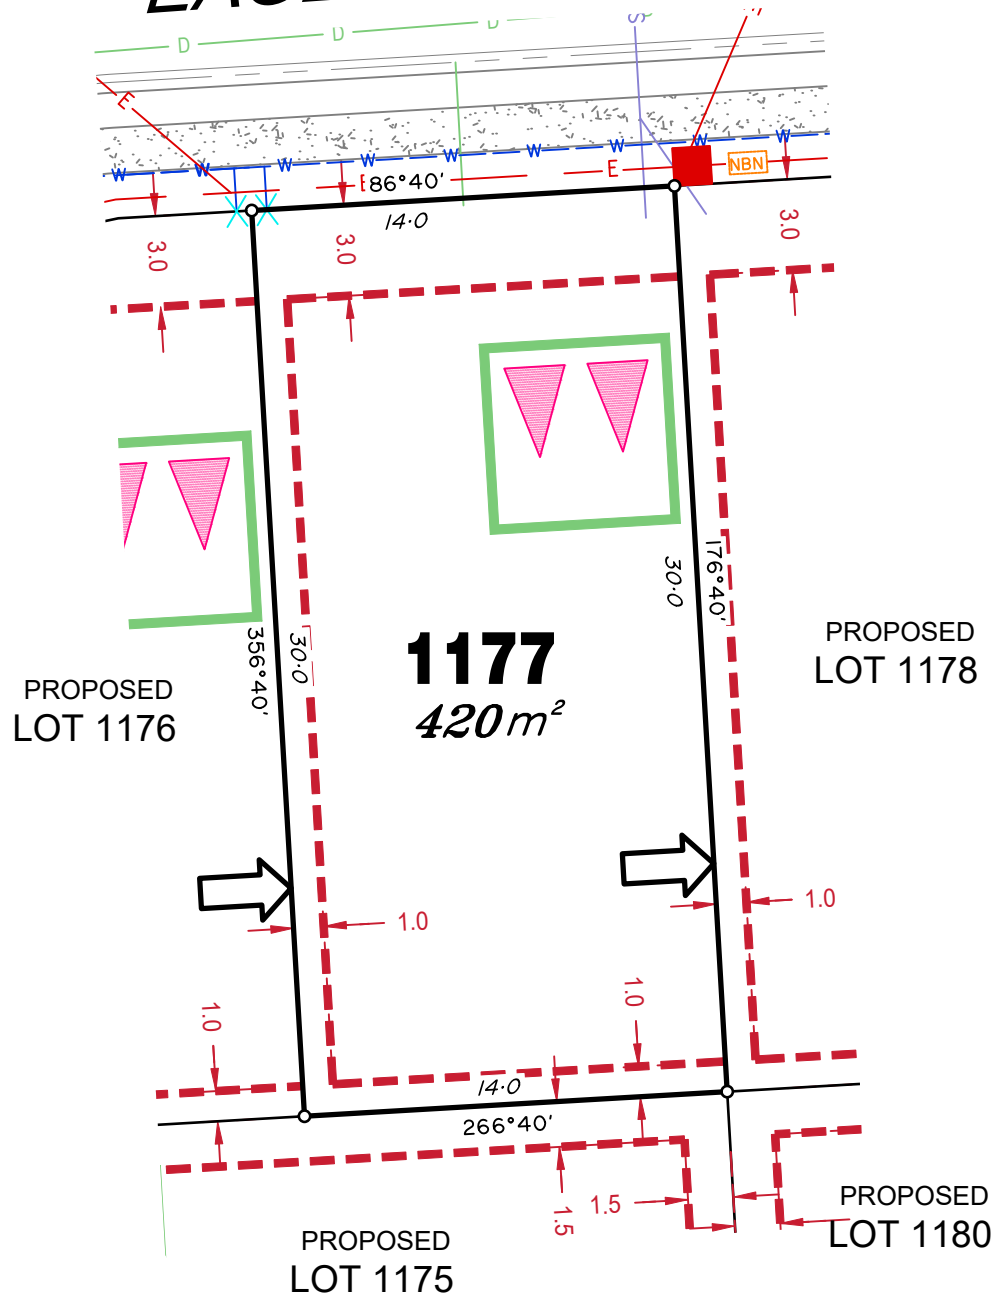 D
D
D
S
E
W
W
W
W
W
W
W
W
W
E
NBN
86°40'
14·0
3.0
3.0
3.0
30·0
176°40'
356°40'
30·0
1177
420m²
PROPOSED
LOT 1178
PROPOSED
LOT 1176
1.0
1.0
1.0
1.0
14·0
266°40'
1.5
1.5
PROPOSED
LOT 1180
PROPOSED
LOT 1175